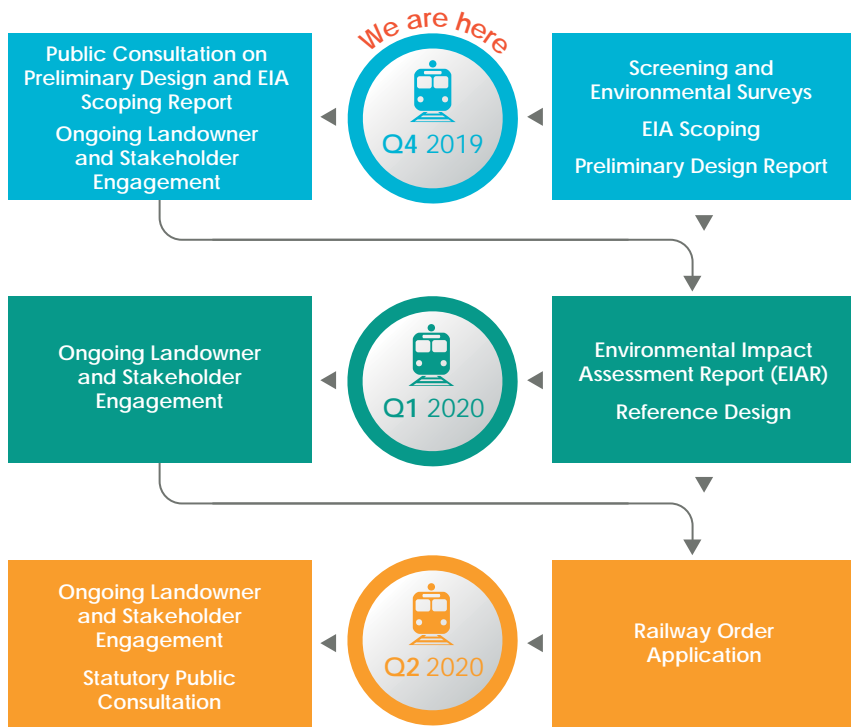 We are here
Public Consultation on
Preliminary Design and EIA
Scoping Report
Ongoing Landowner
and Stakeholder
Engagement
Q4 2019
Screening and
Environmental Surveys
EIA Scoping
Preliminary Design Report
Ongoing Landowner
and Stakeholder
Engagement
Q1 2020
Environmental Impact
Assessment Report (EIAR)
Reference Design
Ongoing Landowner
and Stakeholder
Engagement
Statutory Public
Consultation
Q2 2020
Railway Order
Application